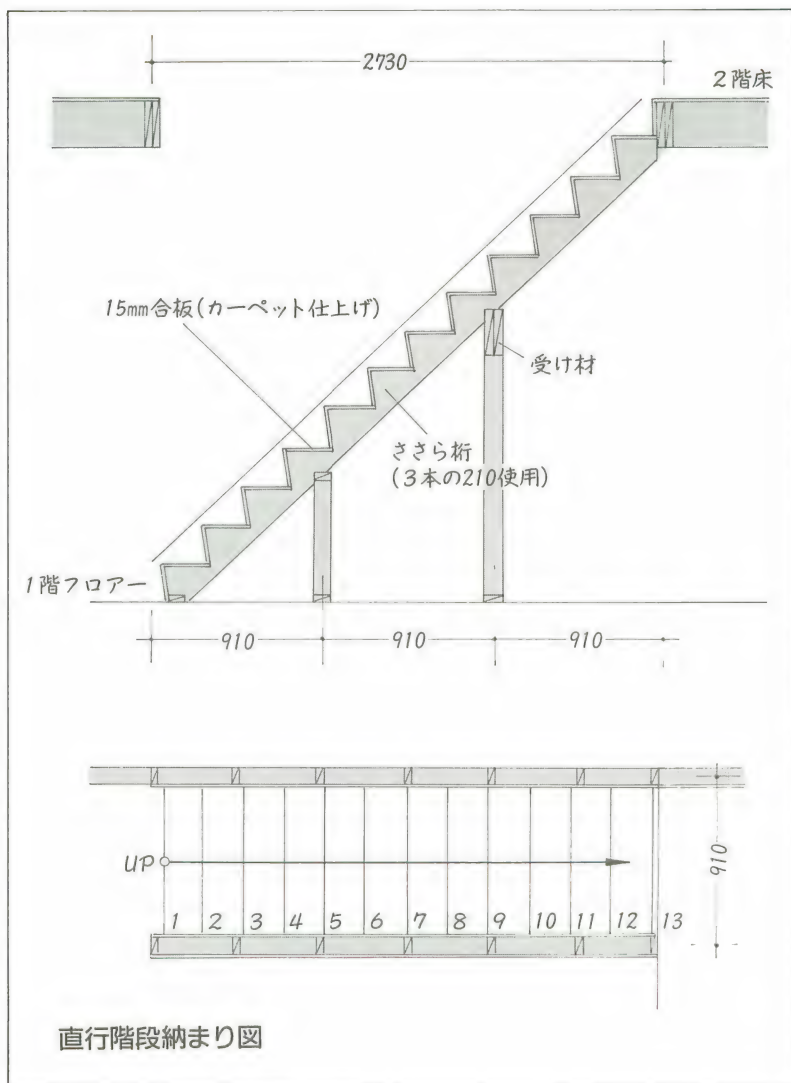 2730
2階床
15mm合板(カーペット仕上げ)
受け材
ささら桁
(3本の210使用)
1階フロアー
910
910
910
UP
1 2 3 4 5 6 7 8 9 10 11 12 13
910
直行階段納まり図